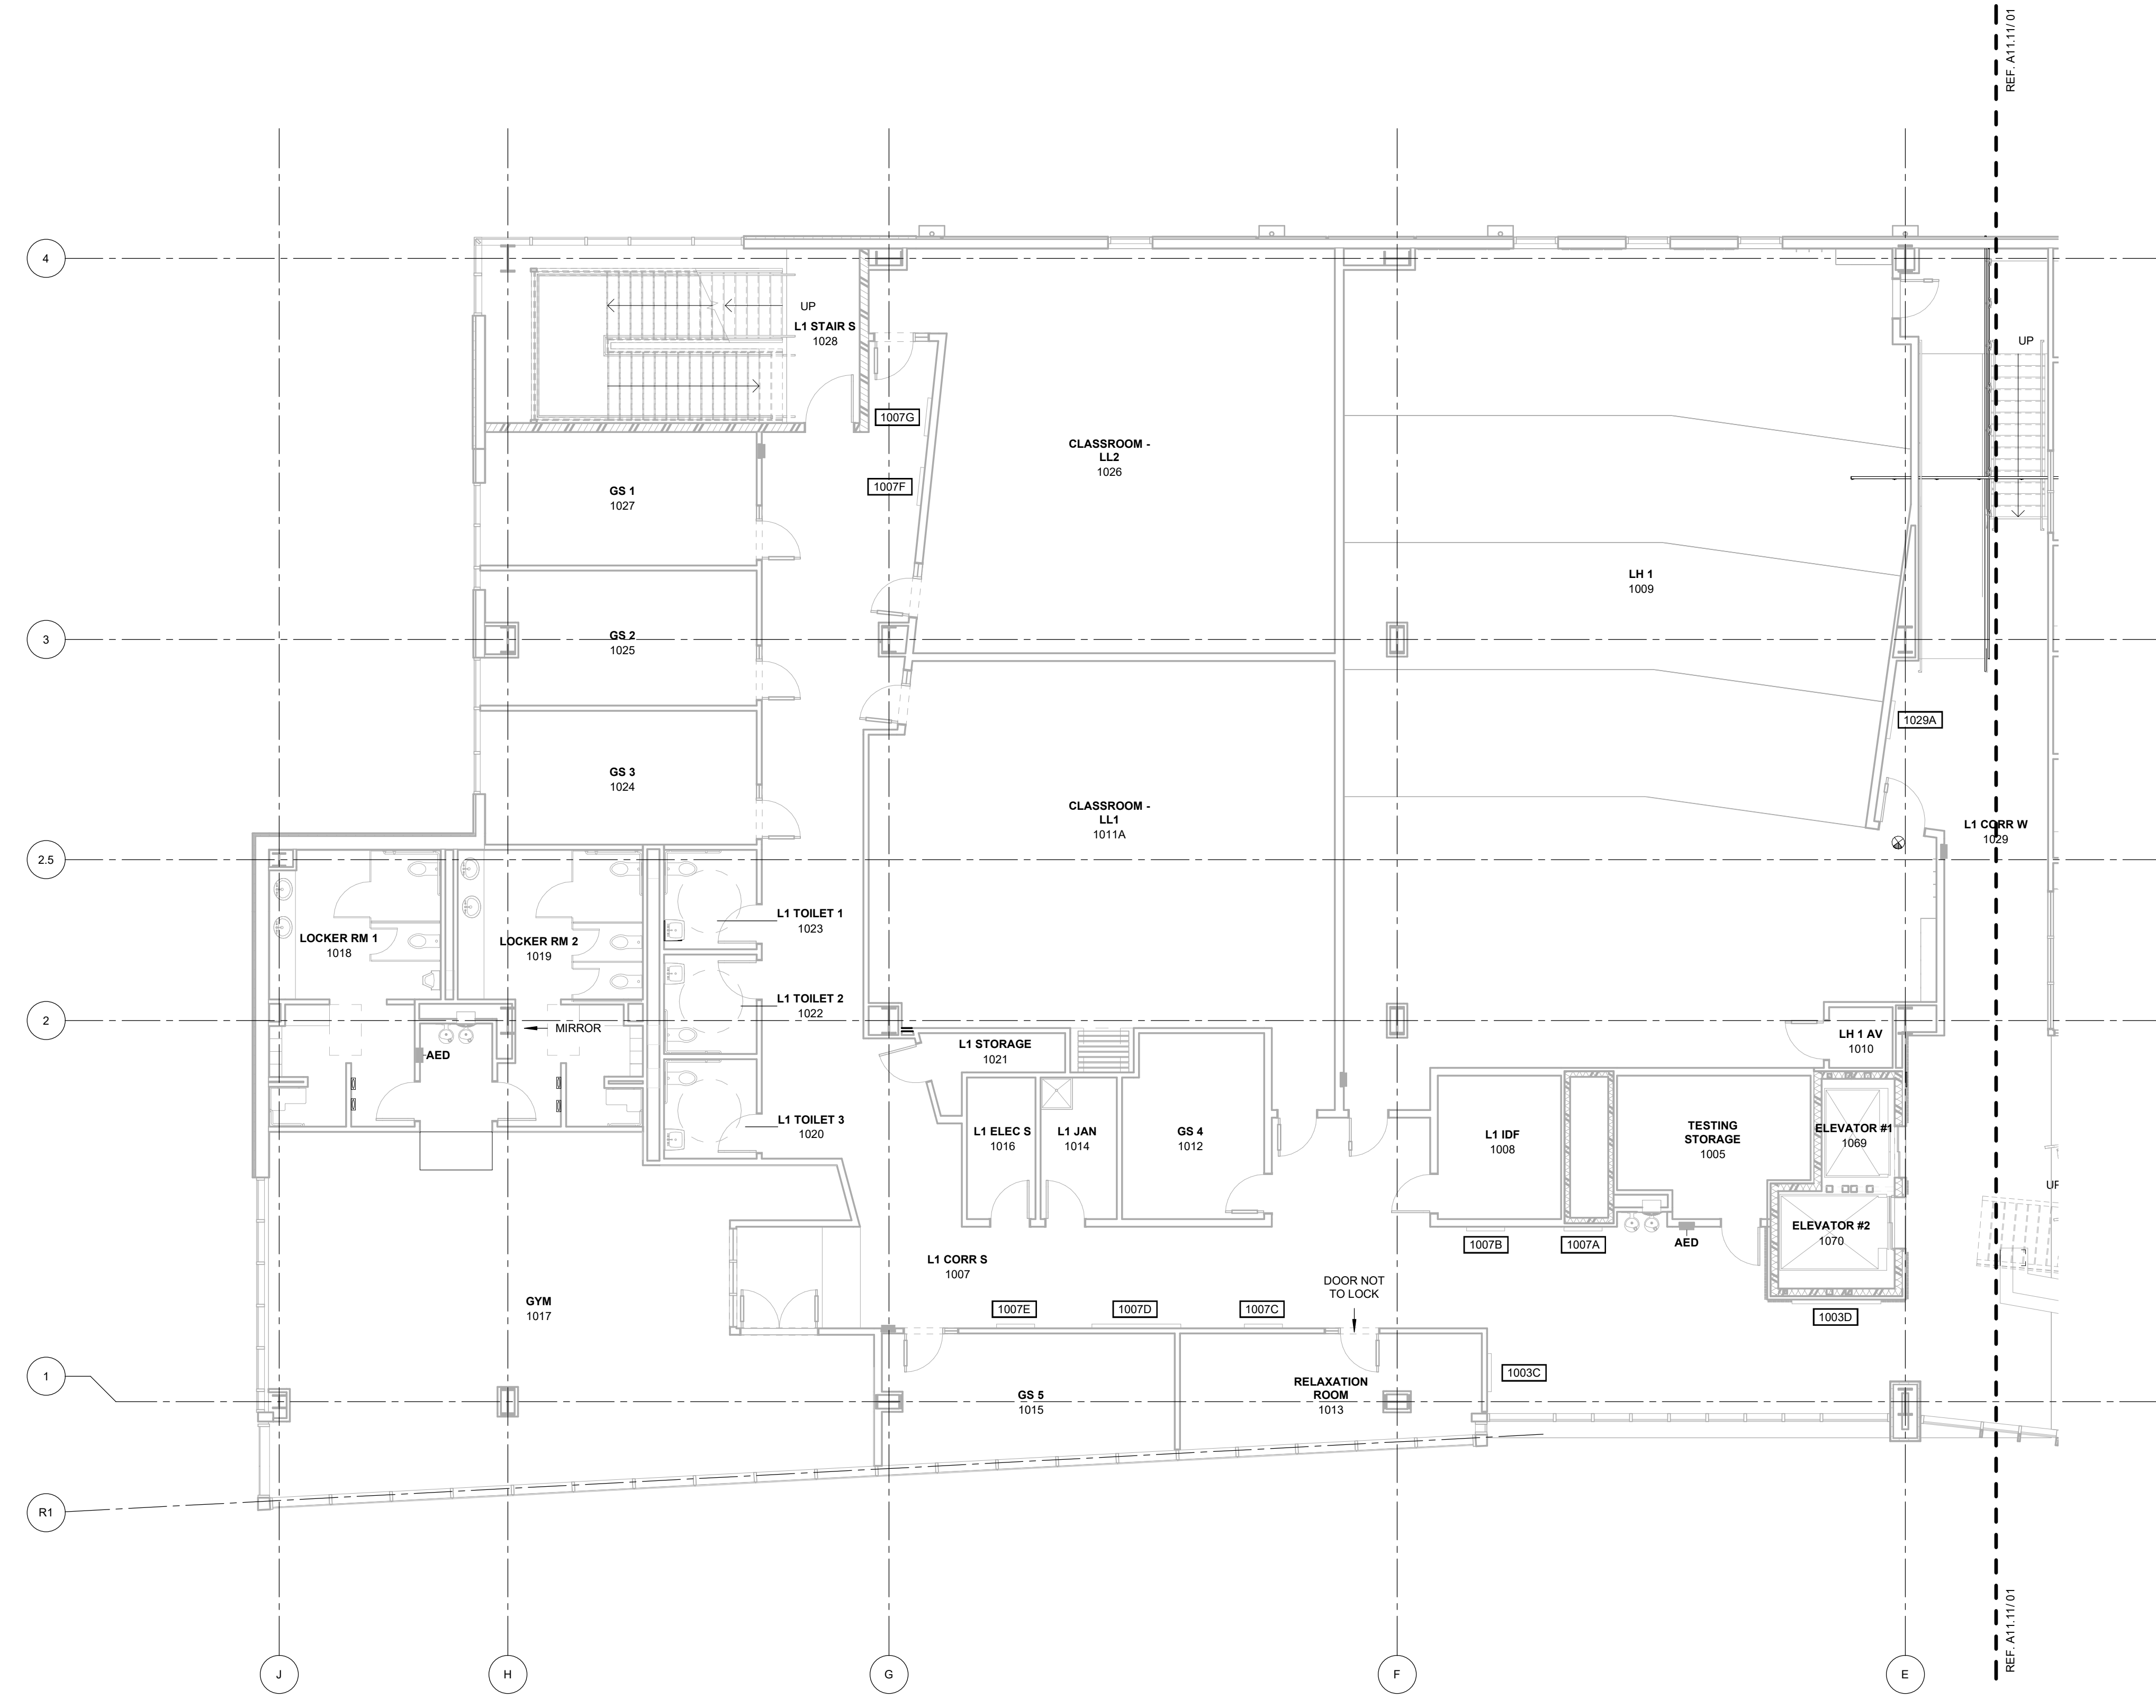 REF. A11.11/ 01
4
UP
L1 STAIR S
1028
UP
1007G
CLASSROOM -
LL2
1026
GS 1
1027
1007F
LH 1
1009
3
GS 2
1025
1029A
GS 3
1024
CLASSROOM -
LL1
1011A
L1 CORR W
1029
2.5
L1 TOILET 1
1023
LOCKER RM 1
1018
LOCKER RM 2
1019
L1 TOILET 2
1022
2
MIRROR
AED
L1 STORAGE
1021
LH 1 AV
1010
L1 TOILET 3
1020
L1 ELEC S
1016
L1 JAN
1014
GS 4
1012
L1 IDF
1008
TESTING
STORAGE
1005
ELEVATOR #1
1069
UP
ELEVATOR #2
1070
1007B
1007A
AED
L1 CORR S
1007
DOOR NOT
TO LOCK
GYM
1017
1007E
1007D
1007C
1003D
1
1003C
GS 5
1015
RELAXATION
ROOM
1013
R1
REF. A11.11/ 01
J
H
G
F
E